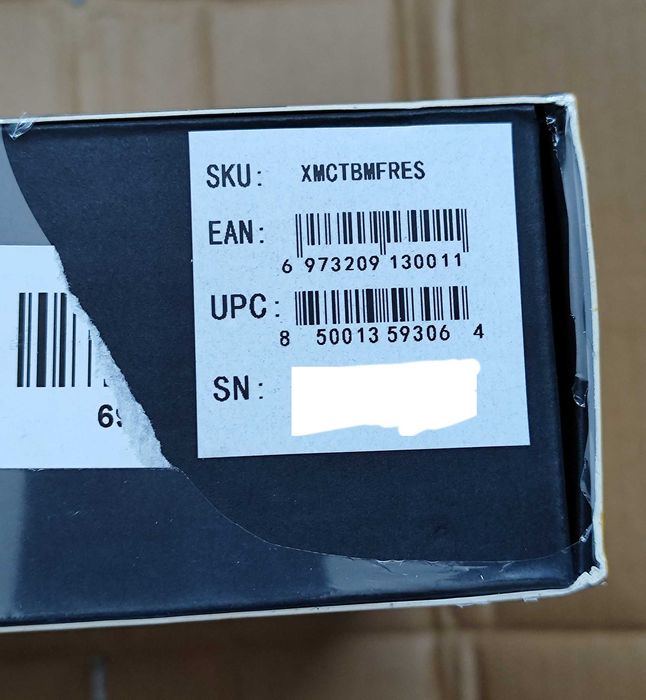 SKU: XMCTBMFRES
EAN:
6 973209 130011
UPC:
8 50013 59306 4
SN: